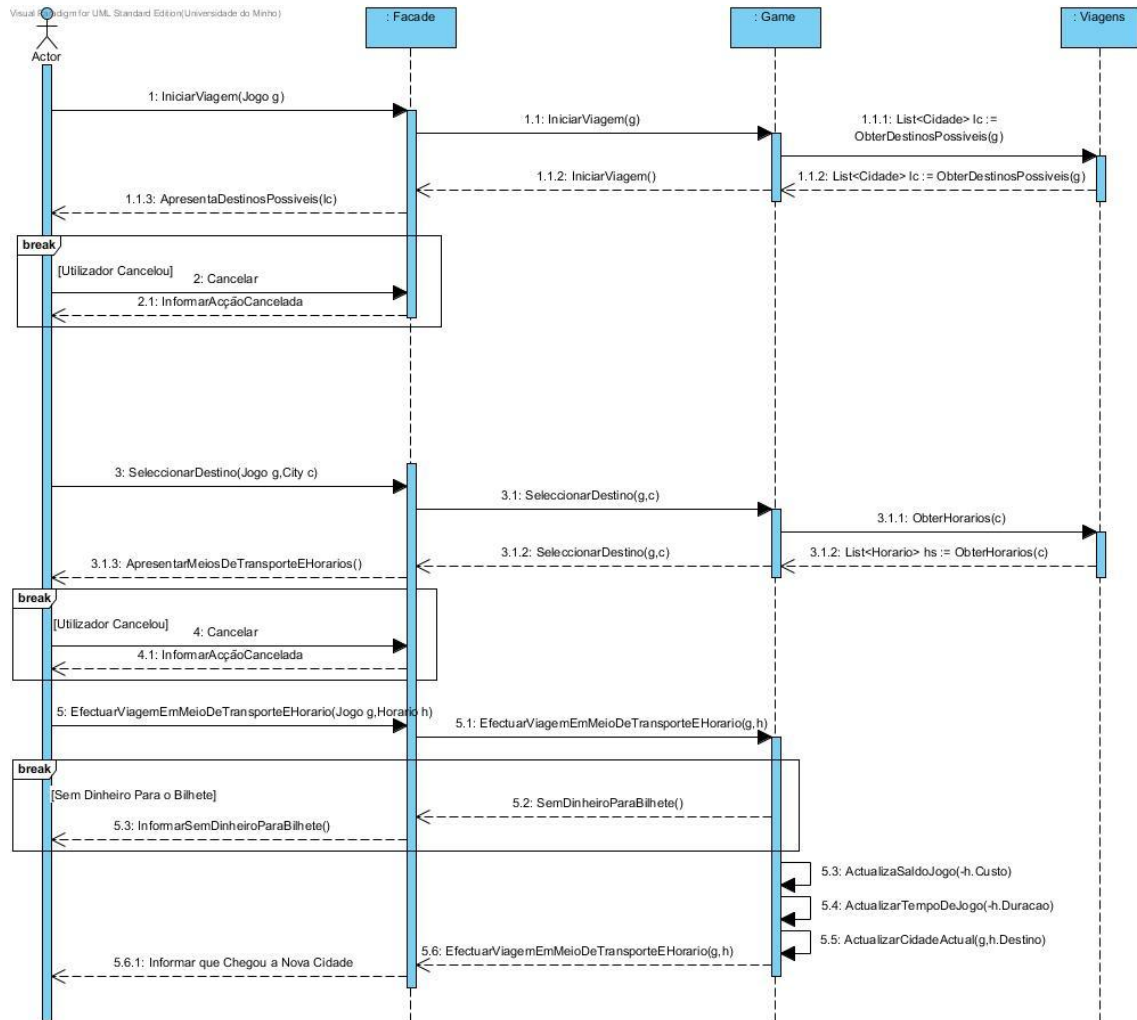 Visual Paradigm for UML Standard Edition(Universidade do Minho)
: Facade
: Game
: Viagens
Actor
1: IniciarViagem(Jogo g)
1.1: IniciarViagem(g)
1.1.1: List<Cidade> lc :=
ObterDestinosPossiveis(g)
1.1.2: IniciarViagem()
1.1.2: List<Cidade> lc := ObterDestinosPossiveis(g)
1.1.3: ApresentaDestinosPossiveis(lc)
break
[Utilizador Cancelou]
2: Cancelar
2.1: InformarAcçãoCancelada
3: SeleccionarDestino(Jogo g,City c)
3.1: SeleccionarDestino(g,c)
3.1.1: ObterHorarios(c)
3.1.2: SeleccionarDestino(g,c)
3.1.2: List<Horario> hs := ObterHorarios(c)
3.1.3: ApresentarMeiosDeTransporteEHorarios()
break
[Utilizador Cancelou]
4: Cancelar
4.1: InformarAcçãoCancelada
5: EfectuarViagemEmMeioDeTransporteEHorario(Jogo g,Horario h)
5.1: EfectuarViagemEmMeioDeTransporteEHorario(g,h)
break
[Sem Dinheiro Para o Bilhete]
5.2: SemDinheiroParaBilhete()
5.3: InformarSemDinheiroParaBilhete()
5.3: ActualizaSaldoJogo(-h.Custo)
5.4: ActualizarTempoDeJogo(-h.Duracao)
5.5: ActualizarCidadeActual(g,h.Destino)
5.6: EfectuarViagemEmMeioDeTransporteEHorario(g,h)
5.6.1: Informar que Chegou a Nova Cidade